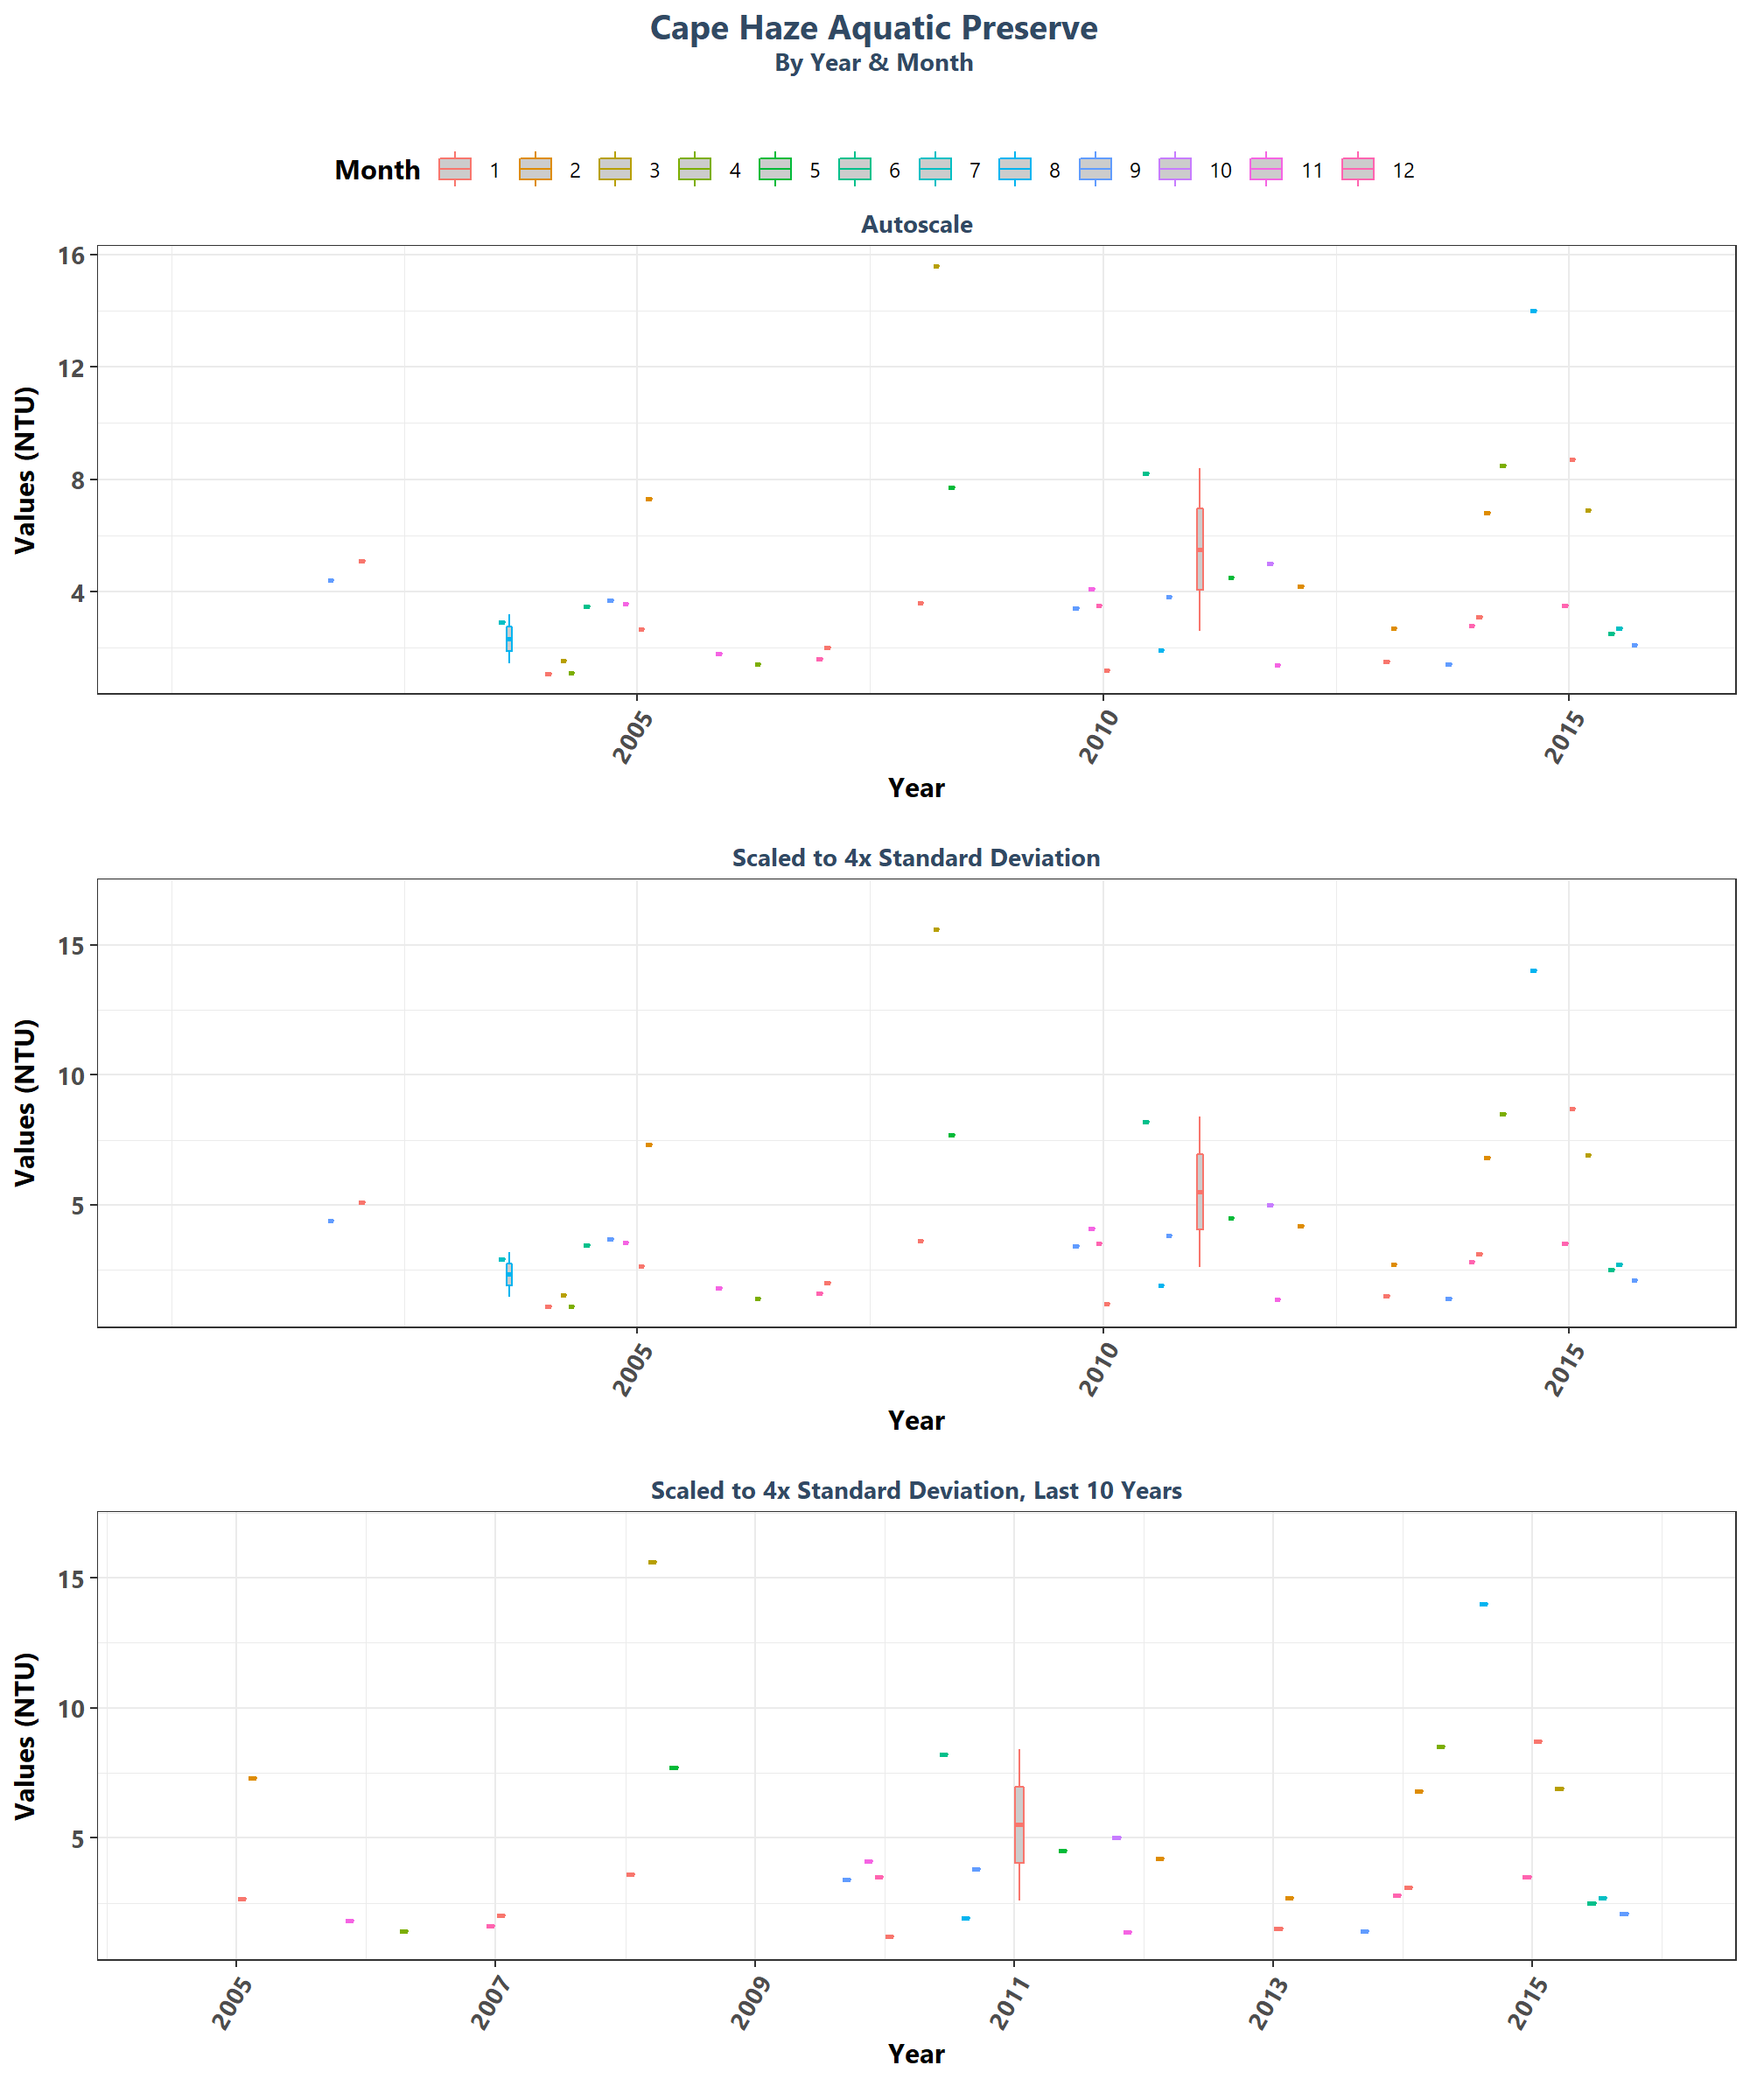 Cape Haze Aquatic Preserve
By Year & Month
Month 1 2 3 4 5 6 7 8 9 10 11 12
Autoscale
Values (NTU)
16
12
8
4
2005 2010 2015
Year
Scaled to 4x Standard Deviation
Values (NTU)
15
10
5
2005 2010 2015
Year
Scaled to 4x Standard Deviation, Last 10 Years
Values (NTU)
15
10
5
2005 2007 2009 2011 2013 2015
Year